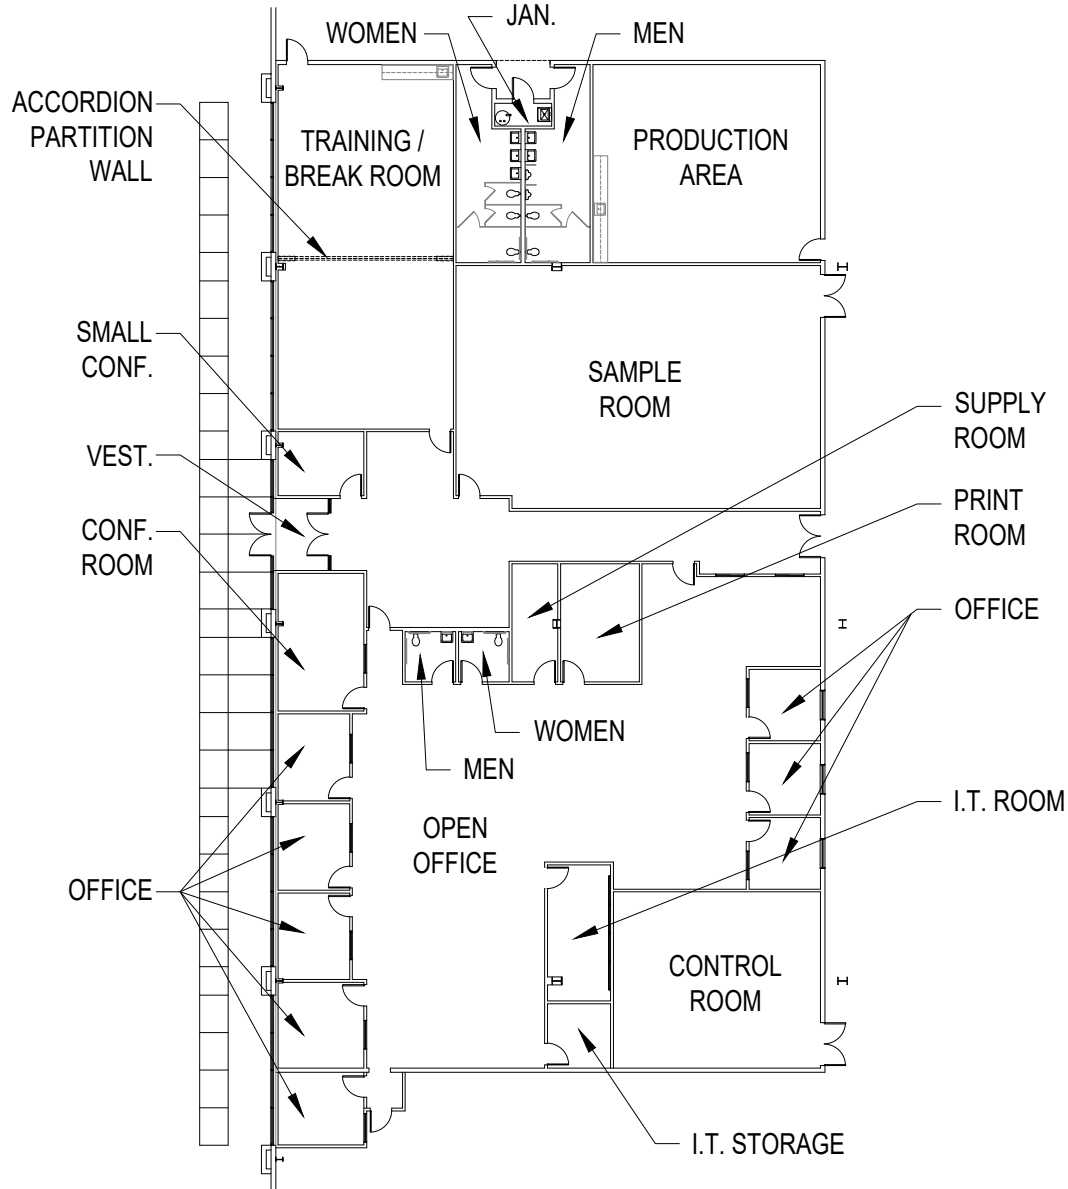 JAN.
WOMEN
MEN
ACCORDION
PARTITION
WALL
TRAINING /
BREAK ROOM
PRODUCTION
AREA
SMALL
CONF.
SAMPLE
ROOM
SUPPLY
ROOM
VEST.
PRINT
ROOM
CONF.
ROOM
OFFICE
WOMEN
MEN
I.T. ROOM
OPEN
OFFICE
OFFICE
CONTROL
ROOM
I.T. STORAGE